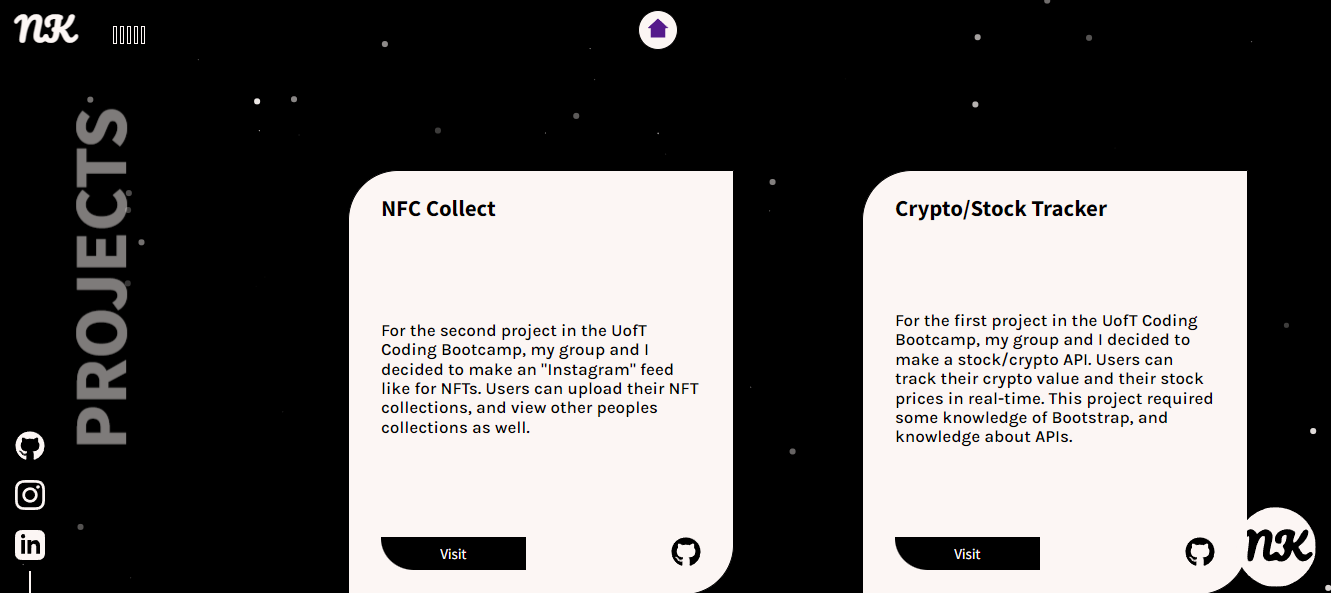 NK
PROJECTS
NFC Collect
For the second project in the UofT
Coding Bootcamp, my group and I
decided to make an "Instagram" feed
like for NFTs. Users can upload their NFT
collections, and view other peoples
collections as well.
Visit
Crypto/Stock Tracker
For the first project in the UofT Coding
Bootcamp, my group and I decided to
make a stock/crypto API. Users can
track their crypto value and their stock
prices in real-time. This project required
some knowledge of Bootstrap, and
knowledge about APIs.
Visit
in
NK